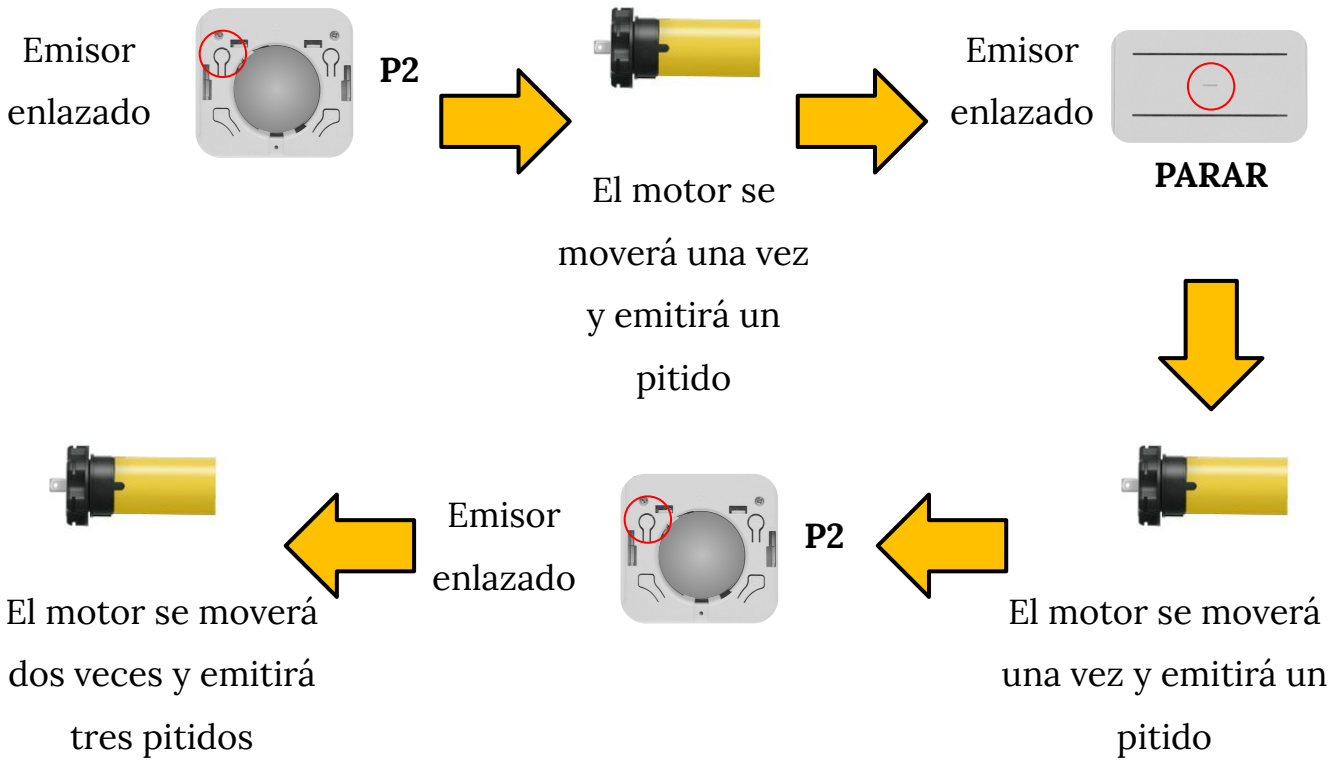 Emisor
enlazado
P2
El motor se
moverá una vez
y emitirá un
pitido
Emisor
enlazado
PARAR
El motor se moverá
una vez y emitirá un
pitido
Emisor
enlazado
P2
El motor se moverá
dos veces y emitirá
tres pitidos